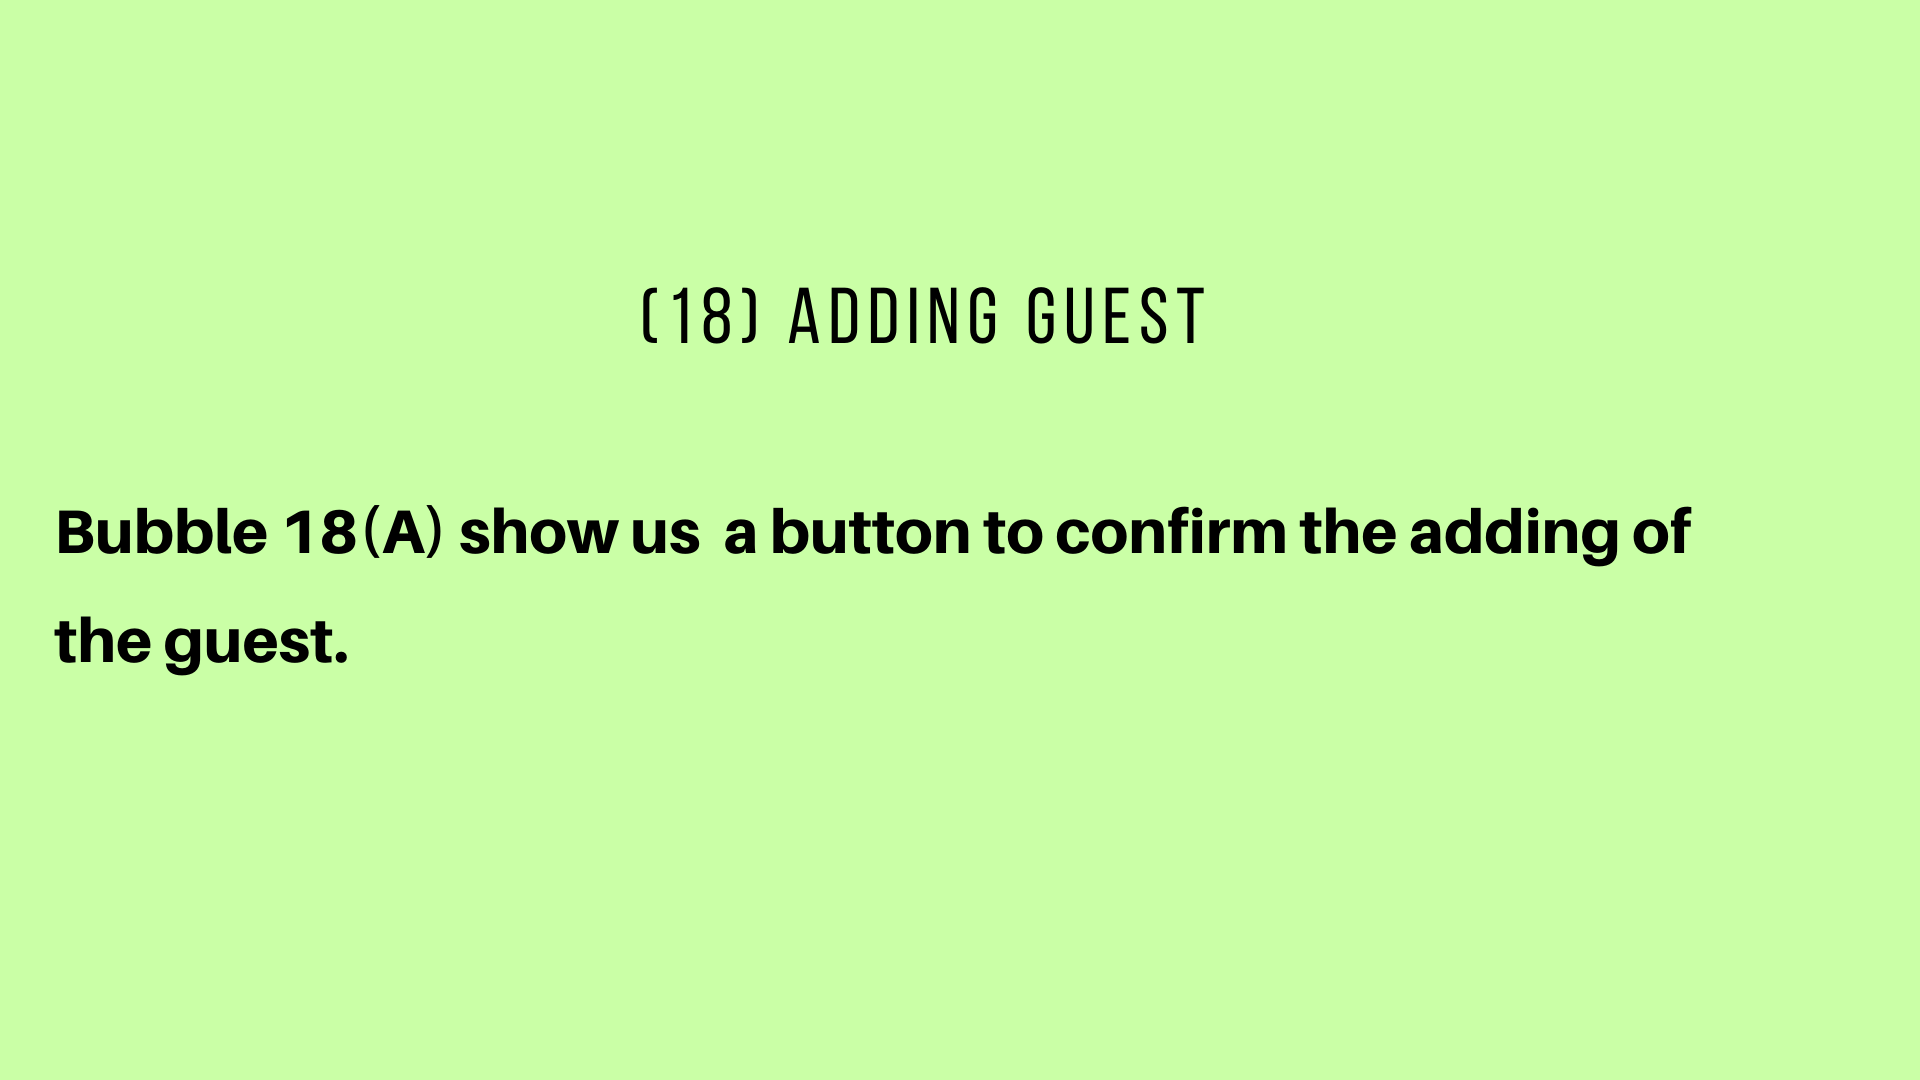 (18) ADDING GUEST
Bubble 18(A) show us  a button to confirm the adding of
the guest.